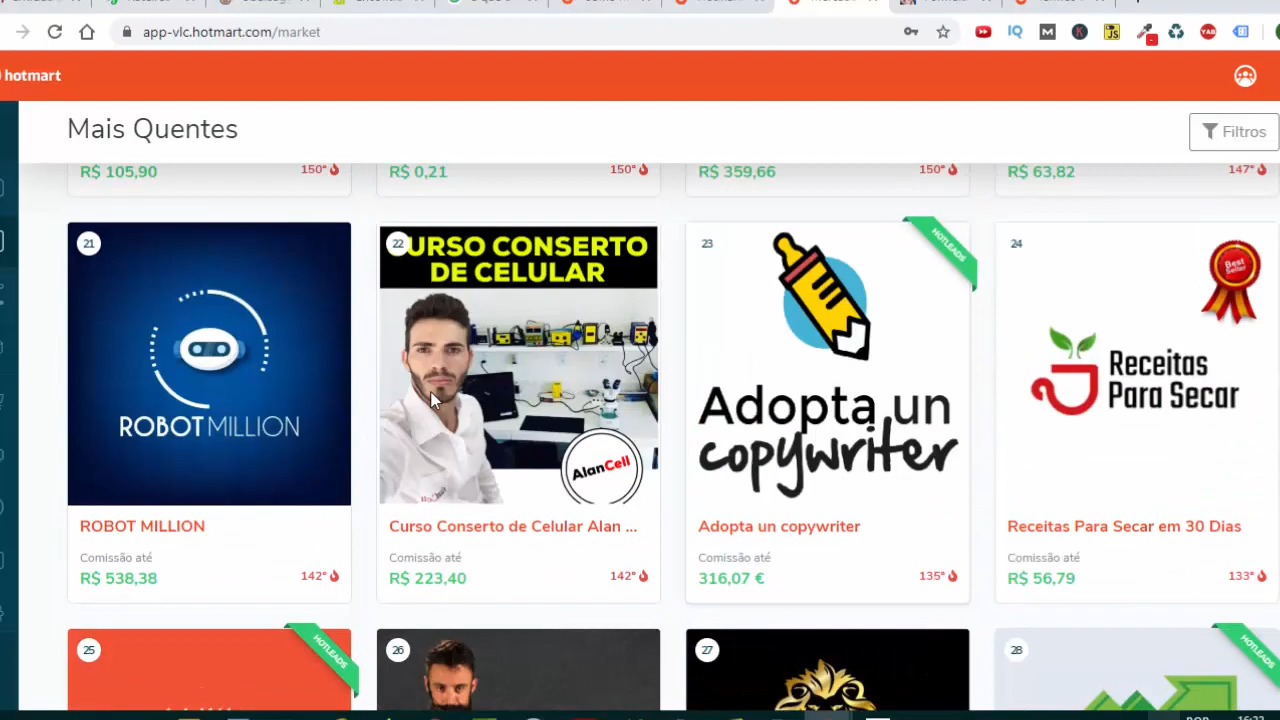 app-vlc.hotmart.com/market
hotmart
Mais Quentes
Filtros
R$ 105,90
150°
R$ 0,21
150°
R$ 359,66
150°
R$ 63,82
147°
21
ROBOTMILLION
ROBOT MILLION
Comissão até
R$ 538,38
142°
22
CURSO CONSERTO
DE CELULAR
AlanCell
Curso Conserto de Celular Alan ...
Comissão até
R$ 223,40
142°
23
HOTLEADS
Adopta un
copywriter
Adopta un copywriter
Comissão até
316,07 €
135°
24
Best
Seller
Receitas
Para Secar
Receitas Para Secar em 30 Dias
Comissão até
R$ 56,79
133°
25
HOTLEADS
26
27
28
HOTLEADS